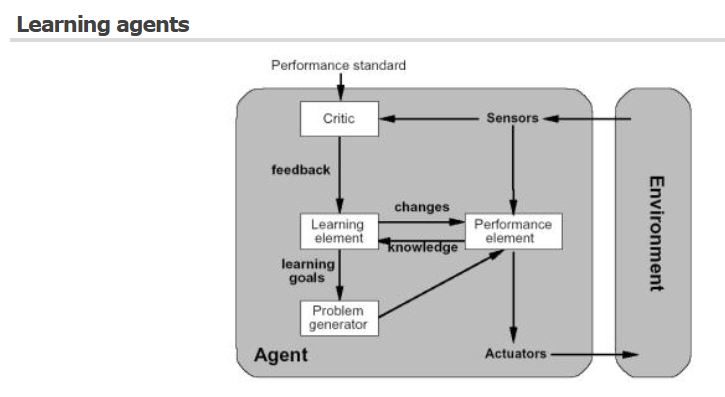 Learning agents
Performance standard
Critic
Sensors
feedback
changes
Learning
element
Performance
element
knowledge
learning
goals
Problem
generator
Agent
Actuators
Environment